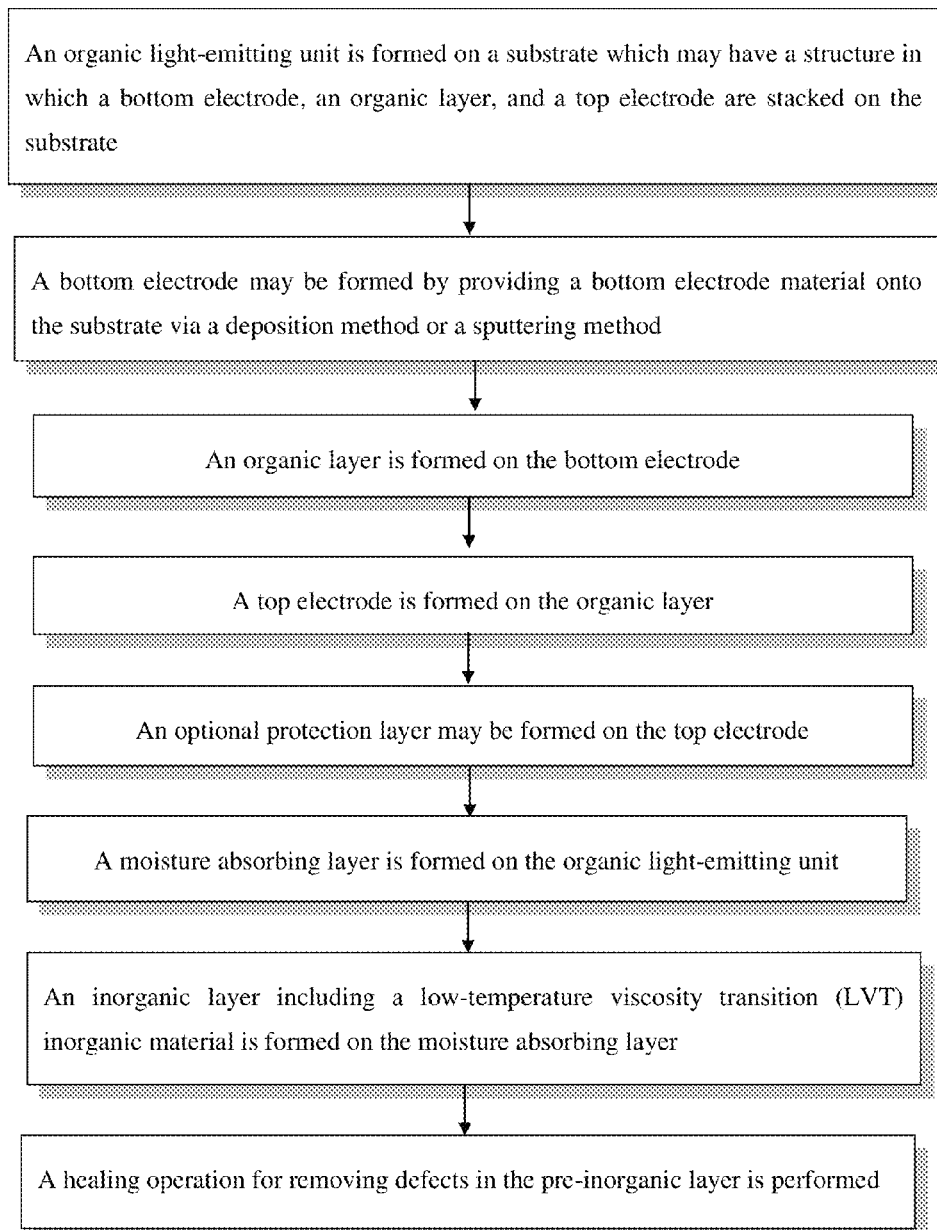 An organic light-emitting unit is formed on a substrate which may have a structure in
which a bottom electrode, an organic layer, and a top electrode are stacked on the
substrate
A bottom electrode may be formed by providing a bottom electrode material onto
the substrate via a deposition method or a sputtering method
An organic layer is formed on the bottom electrode
A top electrode is formed on the organic layer
An optional protection layer may be formed on the top electrode
A moisture absorbing layer is formed on the organic light-emitting unit
An inorganic layer including a low-temperature viscosity transition (LVT)
inorganic material is formed on the moisture absorbing layer
A healing operation for removing defects in the pre-inorganic layer is performed